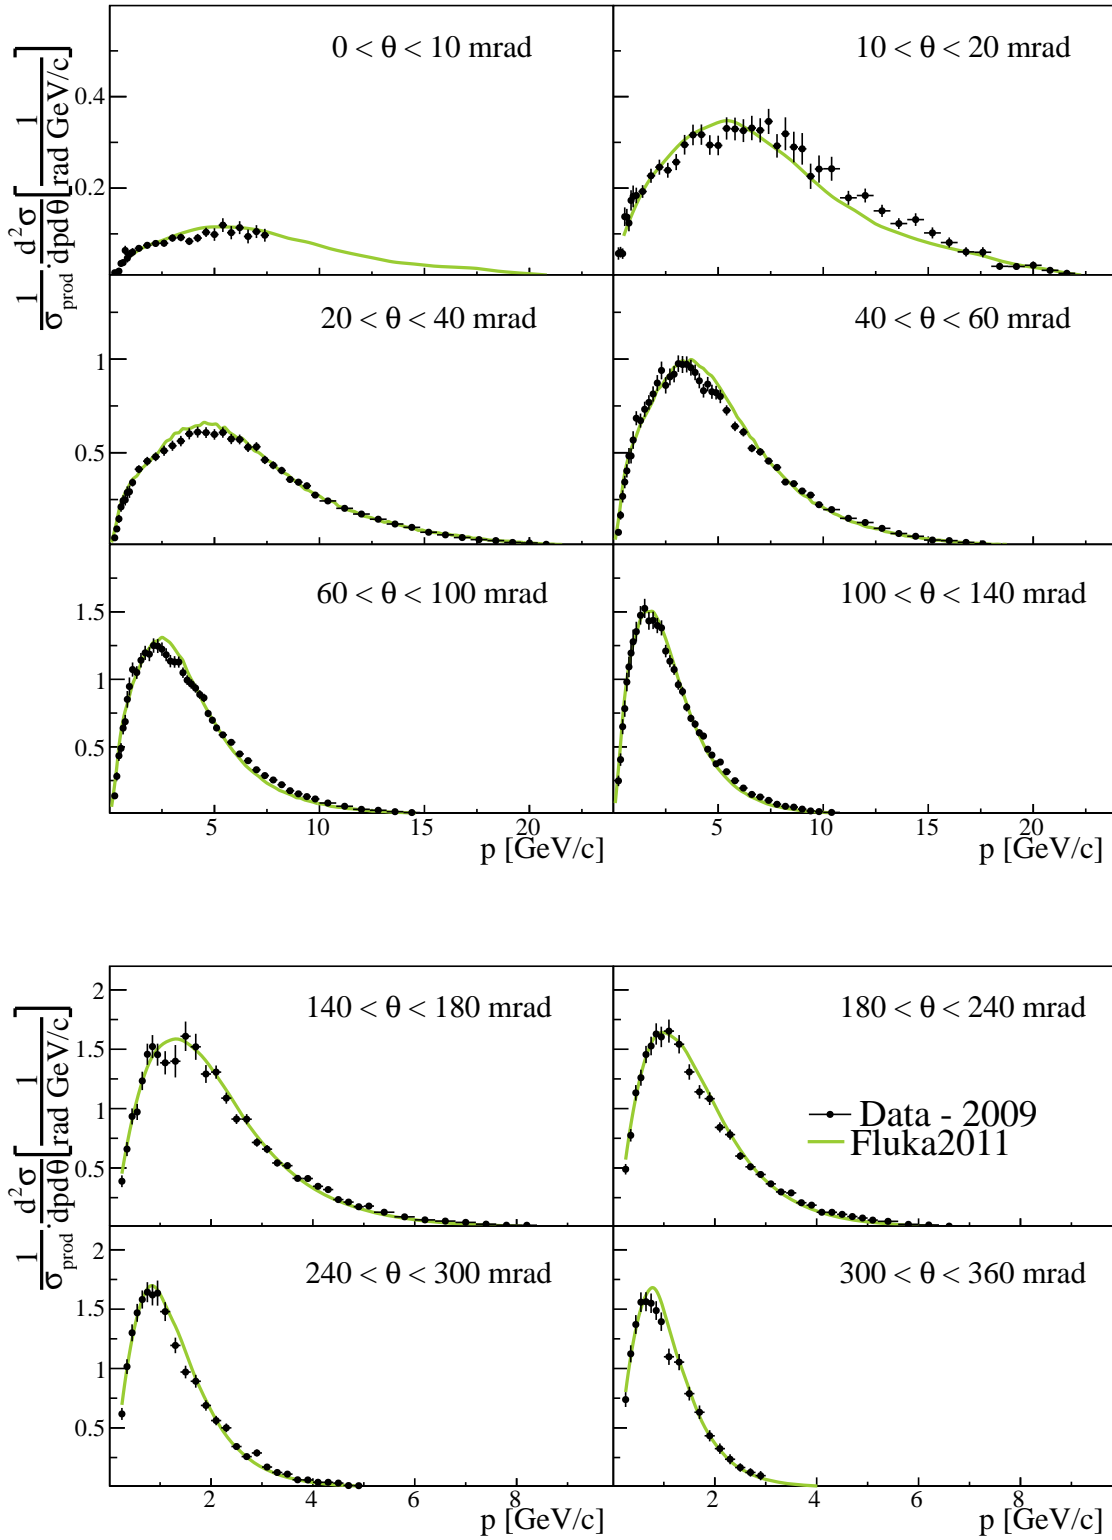 0 < θ < 10 mrad
10 < θ < 20 mrad
1/σprod · d²σ/dpdθ [1/rad GeV/c]
0.4
0.2
20 < θ < 40 mrad
40 < θ < 60 mrad
1
0.5
60 < θ < 100 mrad
100 < θ < 140 mrad
1.5
1
0.5
5 10 15 20 5 10 15 20
p [GeV/c] p [GeV/c]
140 < θ < 180 mrad
180 < θ < 240 mrad
1/σprod · d²σ/dpdθ [1/rad GeV/c]
2
1.5
1
0.5
Data - 2009
Fluka2011
240 < θ < 300 mrad
300 < θ < 360 mrad
2
1.5
1
0.5
2 4 6 8 2 4 6 8
p [GeV/c] p [GeV/c]